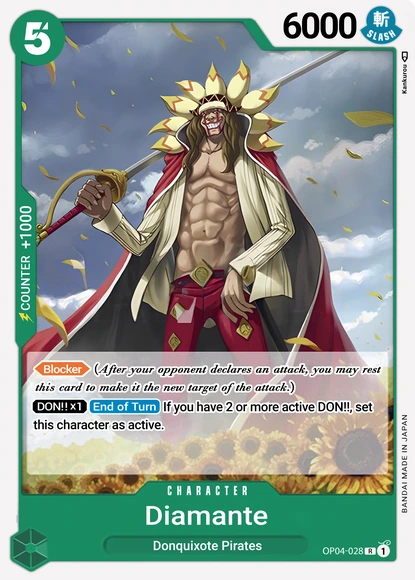 5
6000
斬
SLASH
Kankurou
COUNTER +1000
Blocker (After your opponent declares an attack, you may rest
this card to make it the new target of the attack.)
DON!! ×1 End of Turn If you have 2 or more active DON!!, set
this character as active.
BANDAI MADE IN JAPAN
CHARACTER
Diamante
Donquixote Pirates
OP04-028 R 1